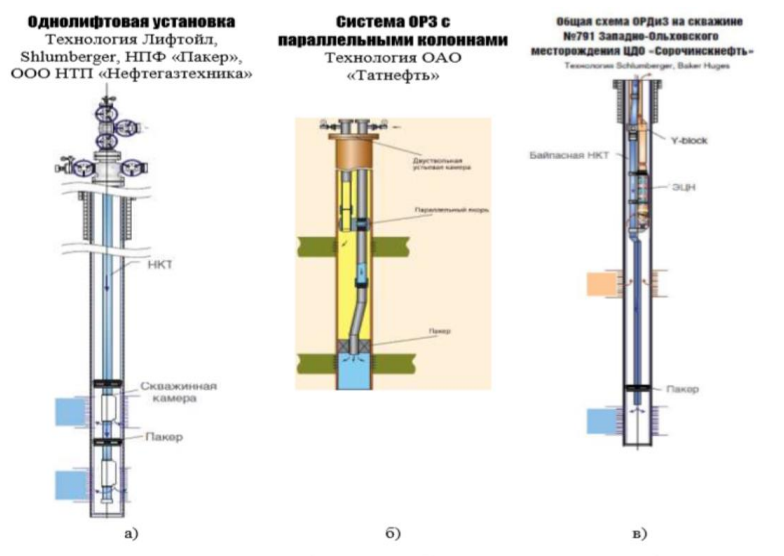 Однолифтовая установка
Технология Лифтойл,
Shlumberger, НПФ «Пакер»,
ООО НТП «Нефтегазтехника»
НКТ
Скважинная
камера
Пакер
а)
Система ОРЗ с
параллельными колоннами
Технология ОАО
«Татнефть»
Двуствольная
устьевая камера
Параллельный якорь
Пакер
б)
Общая схема ОРДиЗ на скважине
№791 Западно-Ольховского
месторождения ЦДО «Сорочинскнефть»
Технология Schlumberger, Baker Huges
Y-block
Байпасная НКТ
ЭЦН
Пакер
в)